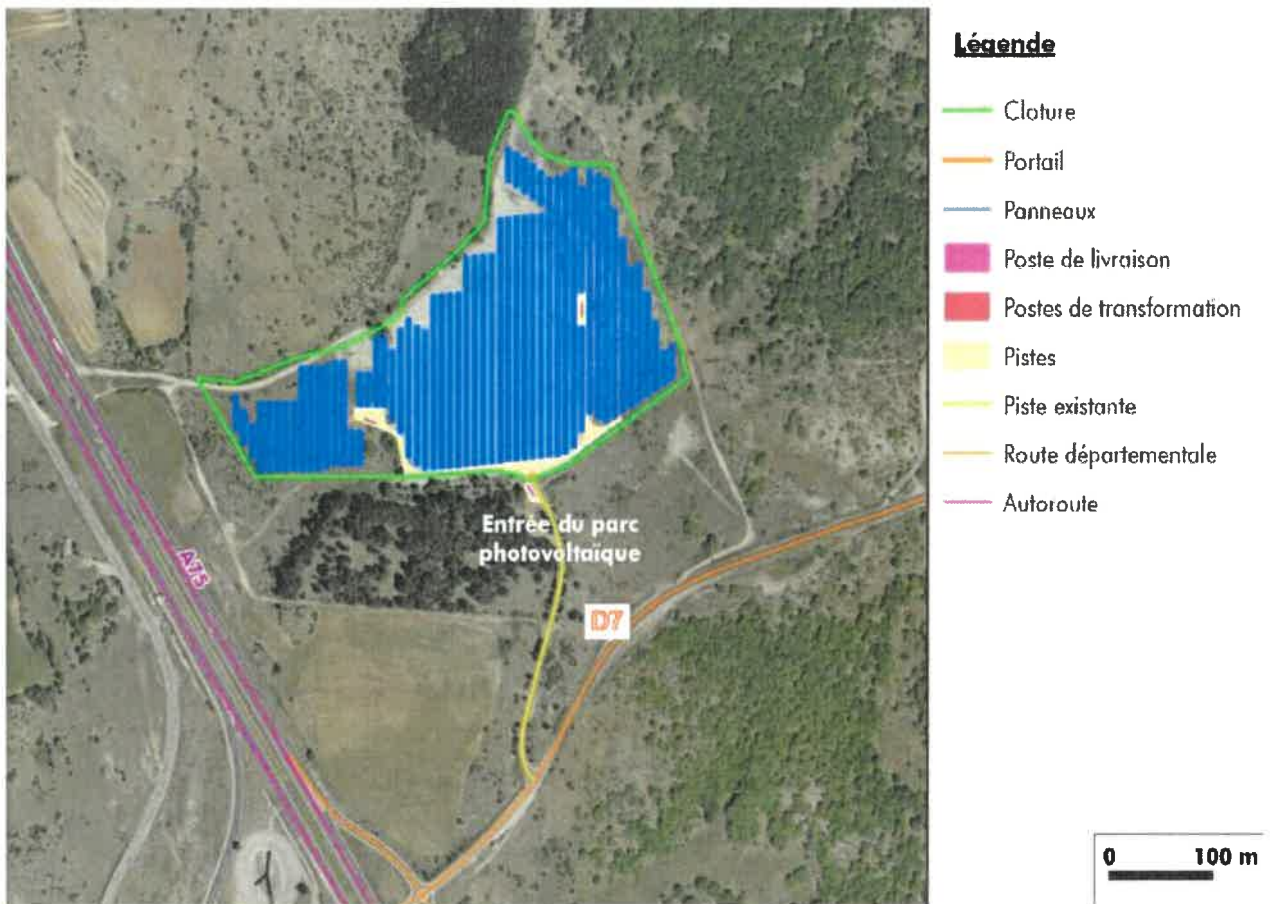 Légende
Cloture
Portail
Panneaux
Poste de livraison
Postes de transformation
Pistes
Piste existante
Route départementale
Autoroute
Entrée du parc
photovoltaïque
A75
D7
0 100 m